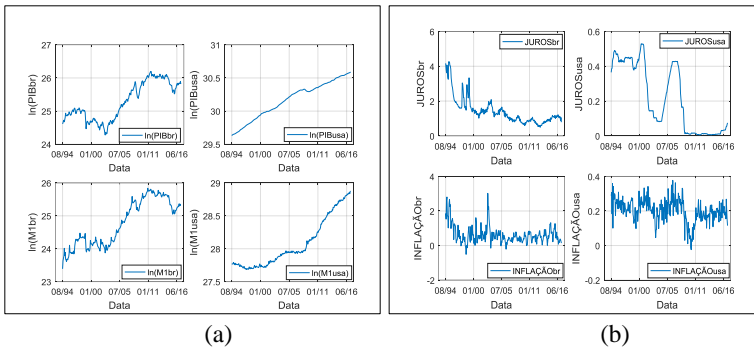 26
25
24
ln(PIBbr)
ln(PIBbr)
08/94 01/00 07/05 01/11 06/16
Data
31
30.5
30
29.5
ln(PIBusa)
ln(PIBusa)
08/94 01/00 07/05 01/11 06/16
Data
27
26
25
24
23
ln(M1br)
ln(M1br)
08/94 01/00 07/05 01/11 06/16
Data
29
28.5
28
27.5
ln(M1usa)
ln(M1usa)
08/94 01/00 07/05 01/11 06/16
Data
(a)
6
4
2
0
JUROSbr
JUROSbr
08/94 01/00 07/05 01/11 06/16
Data
0.6
0.4
0.2
0
JUROSusa
JUROSusa
08/94 01/00 07/05 01/11 06/16
Data
4
2
0
-2
INFLAÇÃObr
INFLAÇÃObr
08/94 01/00 07/05 01/11 06/16
Data
0.4
0.2
0
-0.2
INFLAÇÃOusa
INFLAÇÃOusa
08/94 01/00 07/05 01/11 06/16
Data
(b)